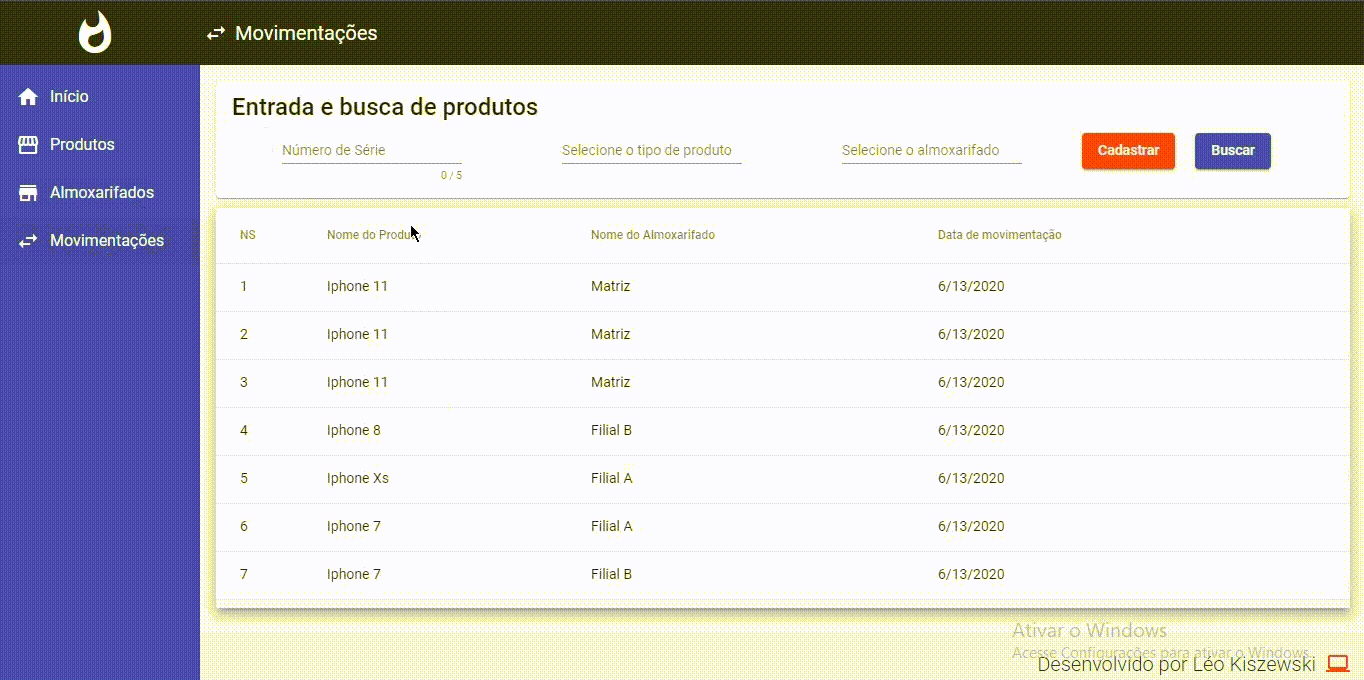 Movimentações
Início
Produtos
Almoxarifados
Movimentações
Entrada e busca de produtos
Número de Série
Selecione o tipo de produto
Selecione o almoxarifado
Cadastrar
Buscar
0 / 5
NS Nome do Produto Nome do Almoxarifado Data de movimentação
1 Iphone 11 Matriz 6/13/2020
2 Iphone 11 Matriz 6/13/2020
3 Iphone 11 Matriz 6/13/2020
4 Iphone 8 Filial B 6/13/2020
5 Iphone Xs Filial A 6/13/2020
6 Iphone 7 Filial A 6/13/2020
7 Iphone 7 Filial B 6/13/2020
Ativar o Windows
Acesse Configurações para ativar o Windows.
Desenvolvido por Léo Kiszewski